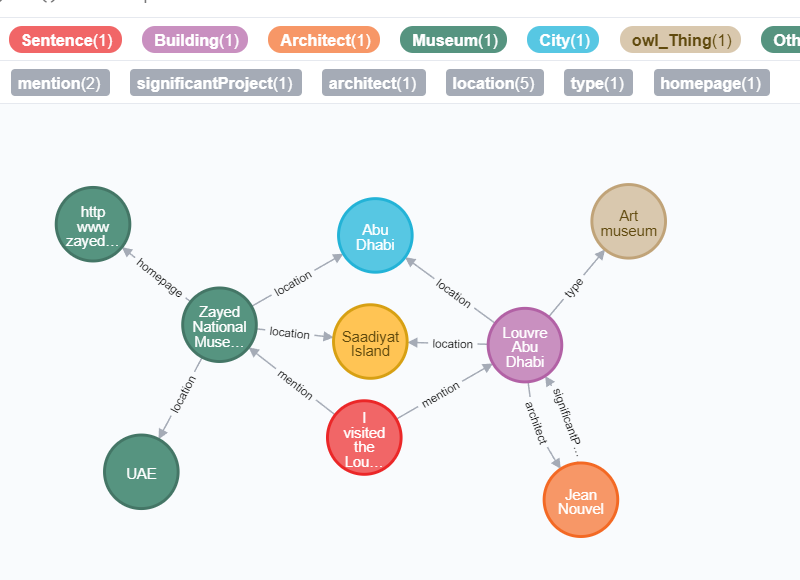 Sentence(1) Building(1) Architect(1) Museum(1) City(1) owl_Thing(1) Oth
mention(2) significantProject(1) architect(1) location(5) type(1) homepage(1)
http
www
zayed…
Abu
Dhabi
Art
museum
homepage
location
location
type
Zayed
National
Muse…
location
Saadiyat
Island
location
Louvre
Abu
Dhabi
location
mention
mention
architect
significantP…
I
visited
the
Lou…
UAE
Jean
Nouvel